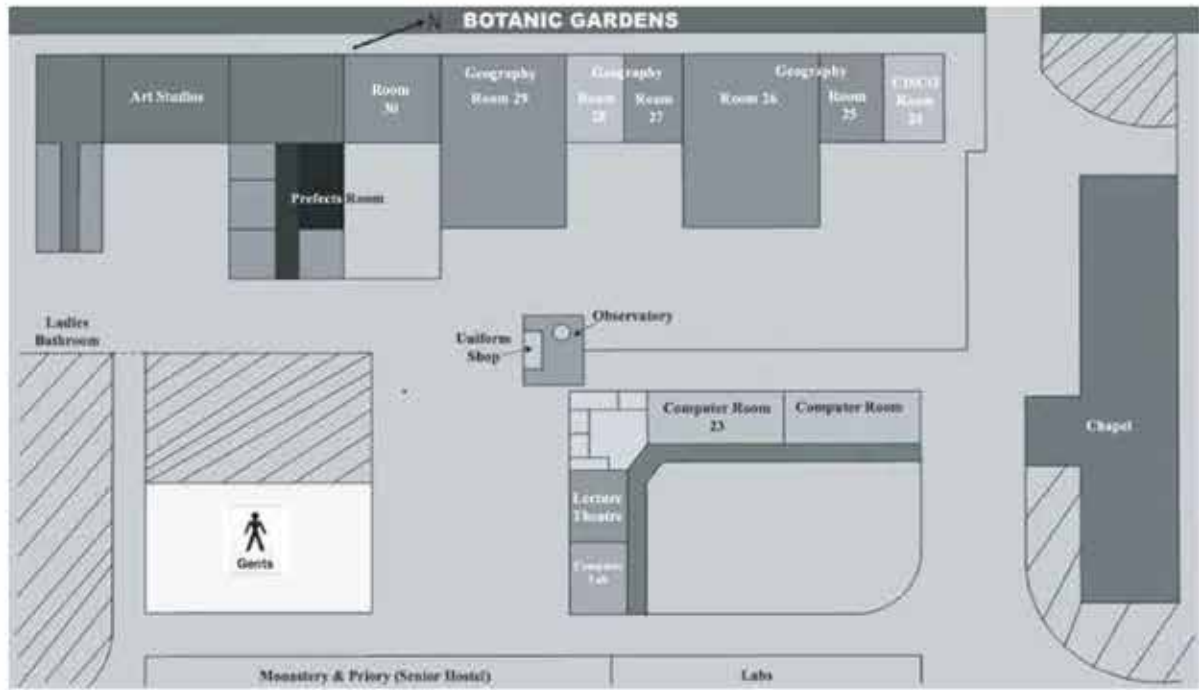 N BOTANIC GARDENS
Art Studios
Room
30
Geography
Room 29
Geography
Room
28
Room
27
Room 26
Geography
Room
25
CISCO
Room
24
Prefects Room
Ladies
Bathroom
Uniform
Shop
Observatory
Computer Room
23
Computer Room
Chapel
Lecture
Theatre
Computer
Lab
Gents
Monastery & Priory (Senior Hostel)
Labs